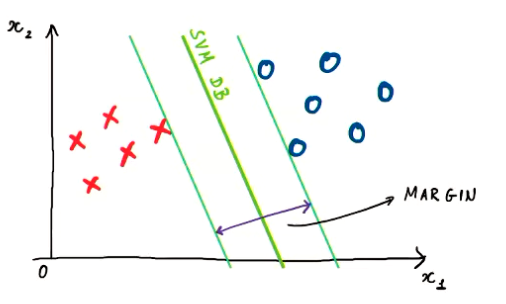 x₂
SVM DB
MARGIN
0
x₁